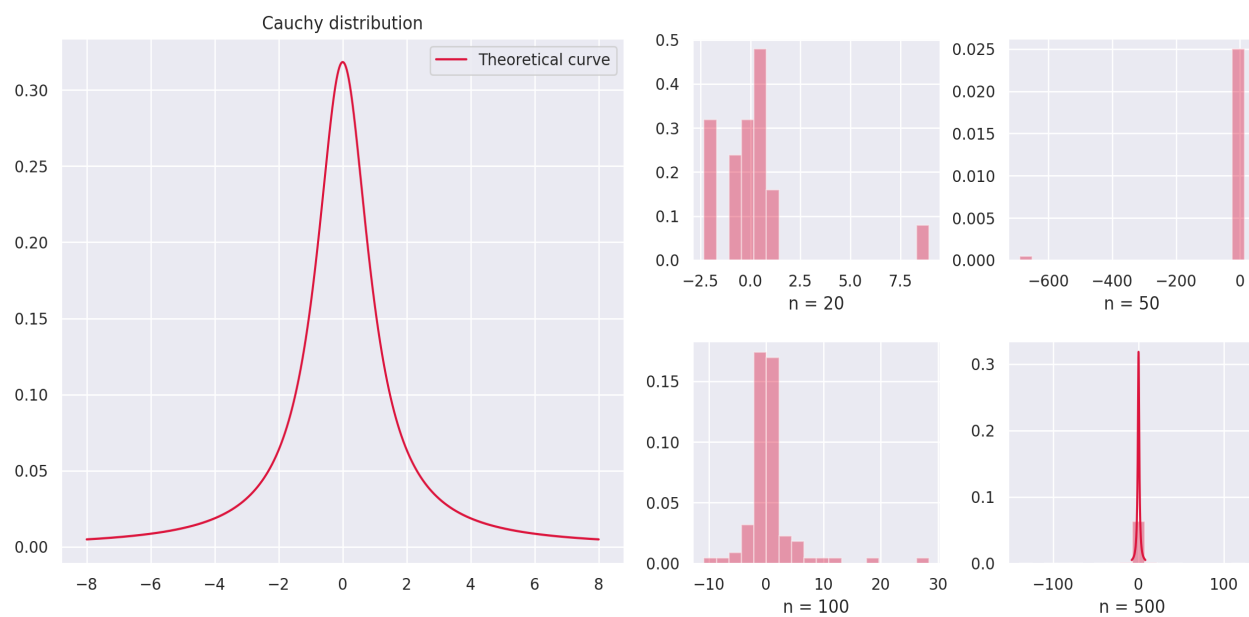 Cauchy distribution
Theoretical curve
0.30
0.25
0.20
0.15
0.10
0.05
0.00
−8 −6 −4 −2 0 2 4 6 8
0.5
0.4
0.3
0.2
0.1
0.0
−2.5 0.0 2.5 5.0 7.5
n = 20
0.025
0.020
0.015
0.010
0.005
0.000
−600 −400 −200 0
n = 50
0.15
0.10
0.05
0.00
−10 0 10 20 30
n = 100
0.3
0.2
0.1
0.0
−100 0 100
n = 500